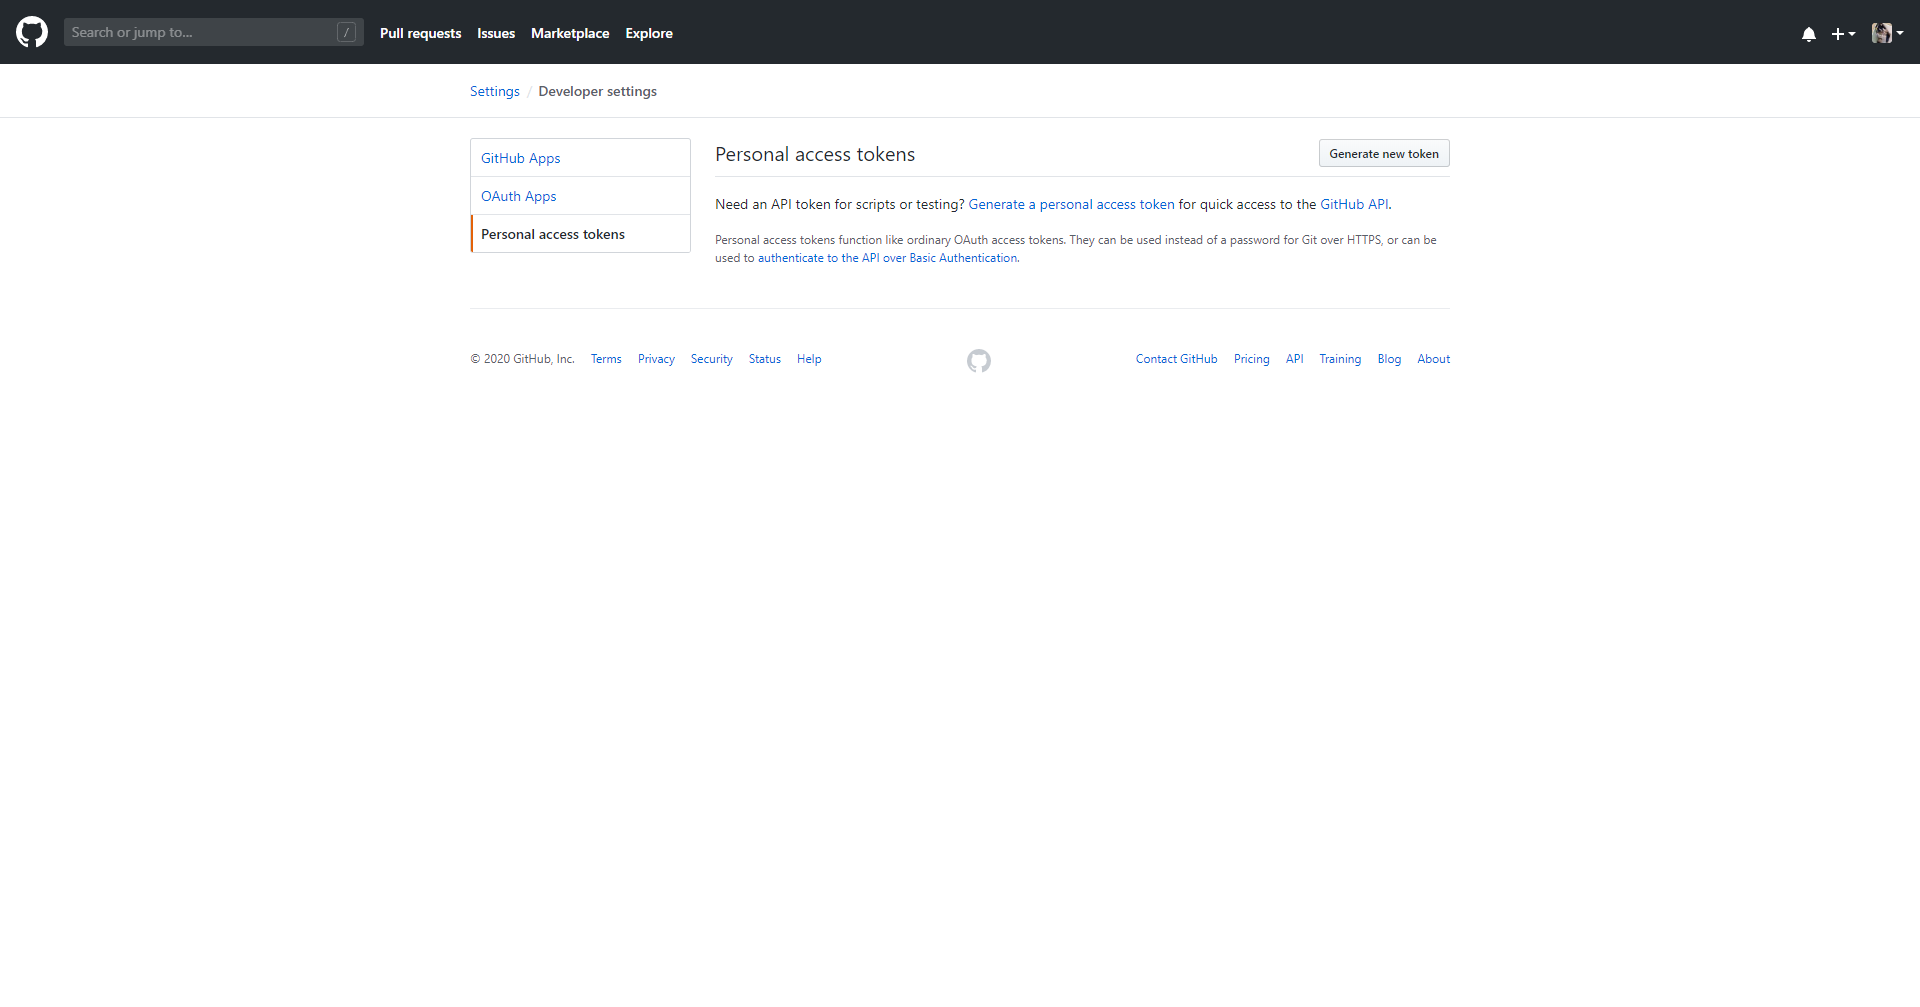 Search or jump to... /
Pull requests Issues Marketplace Explore
Settings / Developer settings
GitHub Apps
OAuth Apps
Personal access tokens
Personal access tokens
Generate new token
Need an API token for scripts or testing? Generate a personal access token for quick access to the GitHub API.
Personal access tokens function like ordinary OAuth access tokens. They can be used instead of a password for Git over HTTPS, or can be
used to authenticate to the API over Basic Authentication.
© 2020 GitHub, Inc. Terms Privacy Security Status Help
Contact GitHub Pricing API Training Blog About